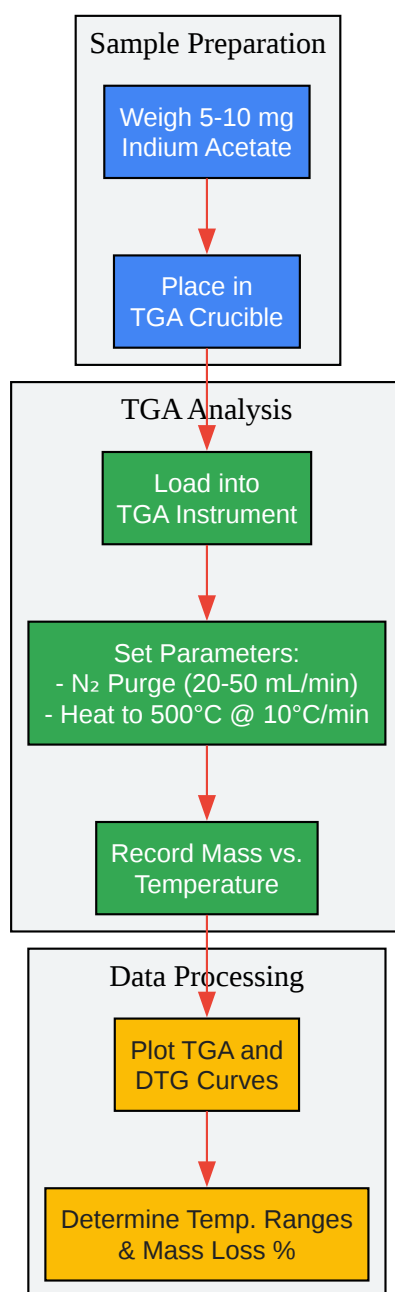 Sample Preparation
Weigh 5-10 mg
Indium Acetate
Place in
TGA Crucible
TGA Analysis
Load into
TGA Instrument
Set Parameters:
- N₂ Purge (20-50 mL/min)
- Heat to 500°C @ 10°C/min
Record Mass vs.
Temperature
Data Processing
Plot TGA and
DTG Curves
Determine Temp. Ranges
& Mass Loss %